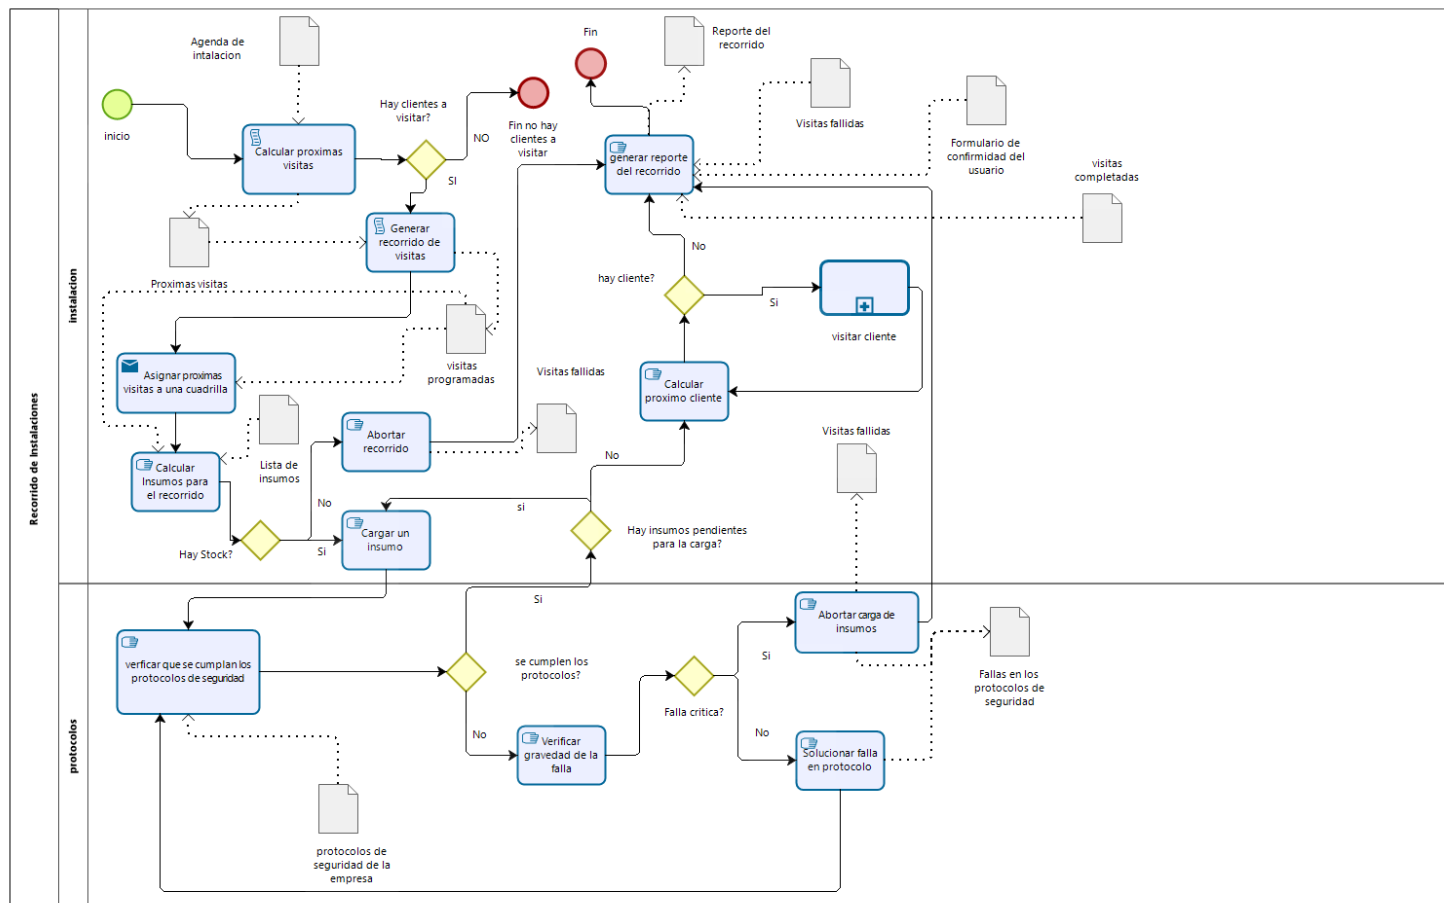 Recorrido de Instalaciones
instalacion
protocolos
Agenda de
intalacion
inicio
Calcular proximas
visitas
Hay clientes a
visitar?
NO
SI
Fin no hay
clientes a
visitar
Fin
Reporte del
recorrido
Visitas fallidas
Formulario de
confirmidad del
usuario
visitas
completadas
generar reporte
del recorrido
Generar
recorrido de
visitas
Proximas visitas
visitas
programadas
No
hay cliente?
Si
visitar cliente
Asignar proximas
visitas a una cuadrilla
Calcular
proximo cliente
Visitas fallidas
Abortar
recorrido
Lista de
insumos
Calcular
Insumos para
el recorrido
No
Hay Stock?
Si
Cargar un
insumo
si
No
Hay insumos pendientes
para la carga?
Visitas fallidas
Si
verficar que se cumplan los
protocolos de seguridad
se cumplen los
protocolos?
No
Verificar
gravedad de la
falla
Falla critica?
Si
No
Abortar carga de
insumos
Solucionar falla
en protocolo
Fallas en los
protocolos de
seguridad
protocolos de
seguridad de la
empresa